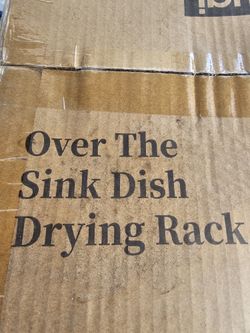 Over The
Sink Dish
Drying Rack